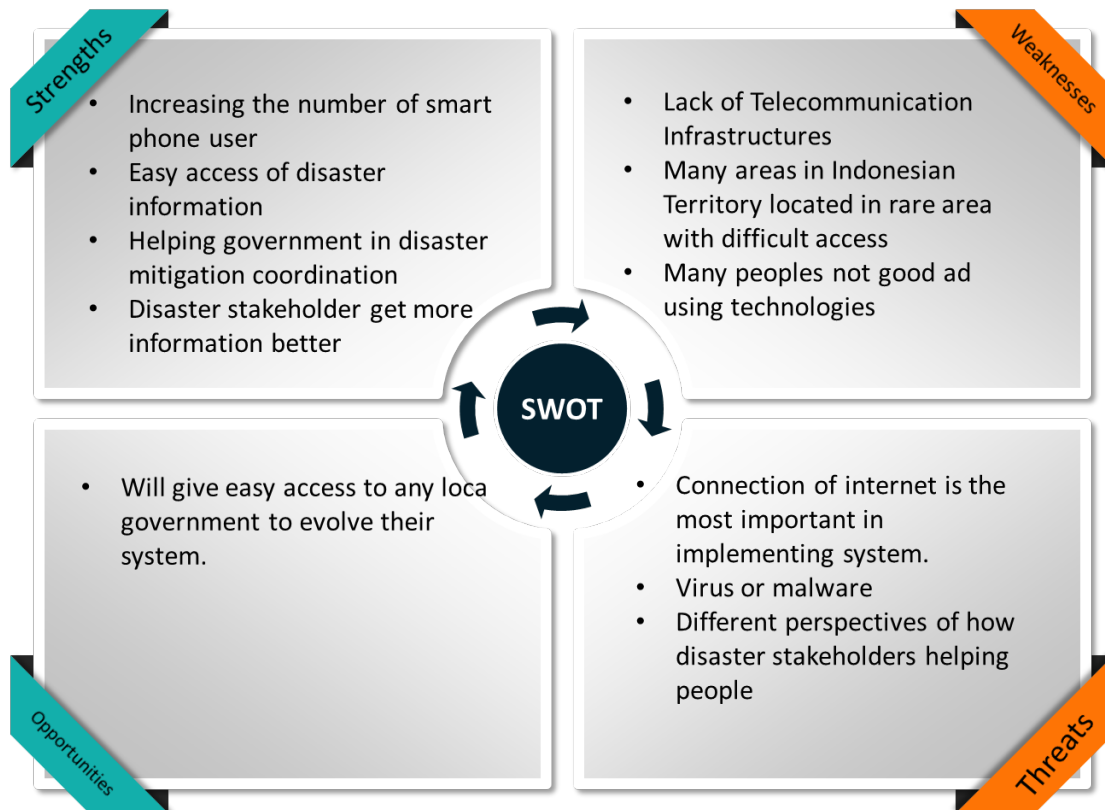 Strengths
• Increasing the number of smart
phone user
• Easy access of disaster
information
• Helping government in disaster
mitigation coordination
• Disaster stakeholder get more
information better
Weaknesses
• Lack of Telecommunication
Infrastructures
• Many areas in Indonesian
Territory located in rare area
with difficult access
• Many peoples not good ad
using technologies
SWOT
Opportunities
• Will give easy access to any loca
government to evolve their
system.
Threats
• Connection of internet is the
most important in
implementing system.
• Virus or malware
• Different perspectives of how
disaster stakeholders helping
people